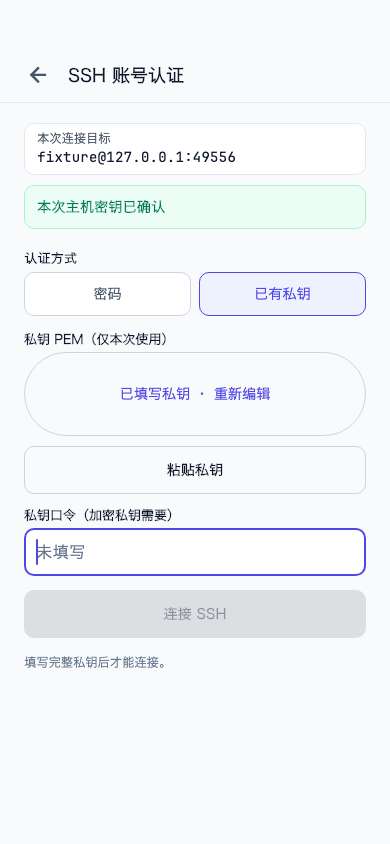 SSH 账号认证
本次连接目标
fixture@127.0.0.1:49556
本次主机密钥已确认
认证方式
密码
已有私钥
私钥 PEM（仅本次使用）
已填写私钥 · 重新编辑
粘贴私钥
私钥口令（加密私钥需要）
未填写
连接 SSH
填写完整私钥后才能连接。